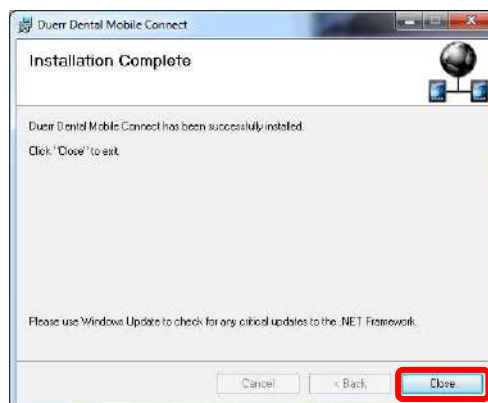 Duerr Dental Mobile Connect
Installation Complete
Duerr Dental Mobile Connect has been successfully installed.
Click "Close" to exit.
Please use Windows Update to check for any critical updates to the .NET Framework.
Cancel
< Back
Close